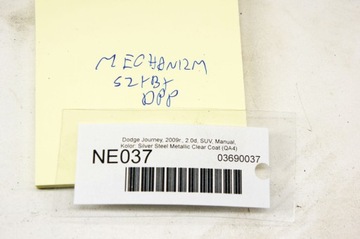 MECHANIZM
SZYBY
DPP
Dodge Journey, 2009r., 2.0d, SUV, Manual,
Kolor: Silver Steel Metallic Clear Coat (QA4)
NE037 03690037